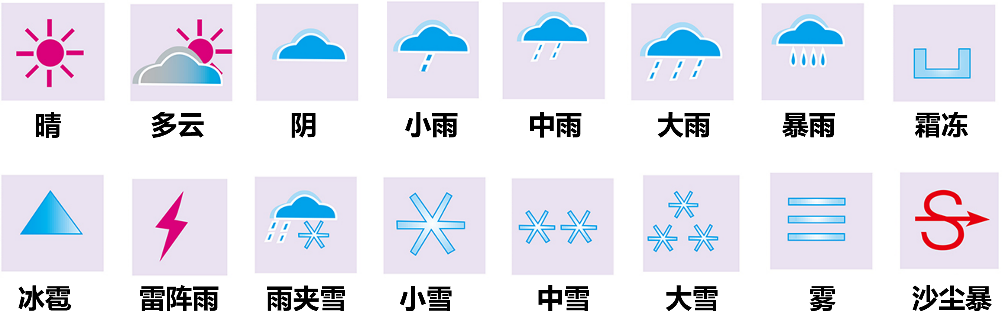 晴 多云 阴 小雨 中雨 大雨 暴雨 霜冻
冰雹 雷阵雨 雨夹雪 小雪 中雪 大雪 雾 沙尘暴